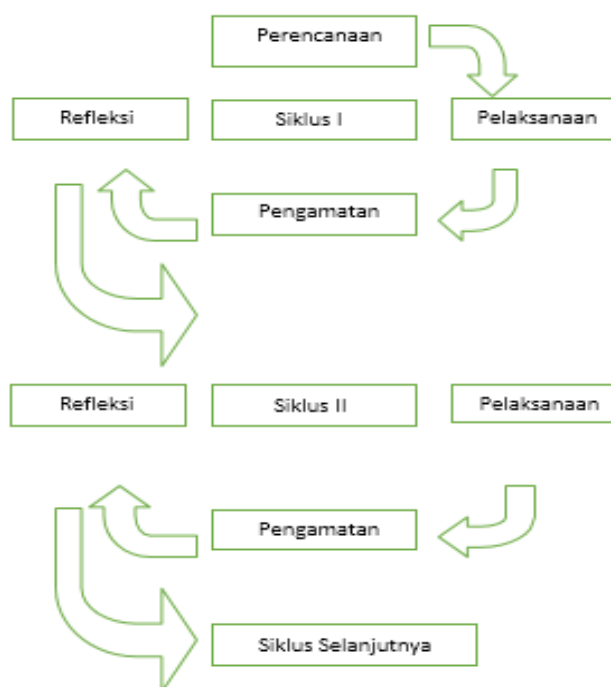 Perencanaan
Refleksi
Siklus I
Pelaksanaan
Pengamatan
Refleksi
Siklus II
Pelaksanaan
Pengamatan
Siklus Selanjutnya